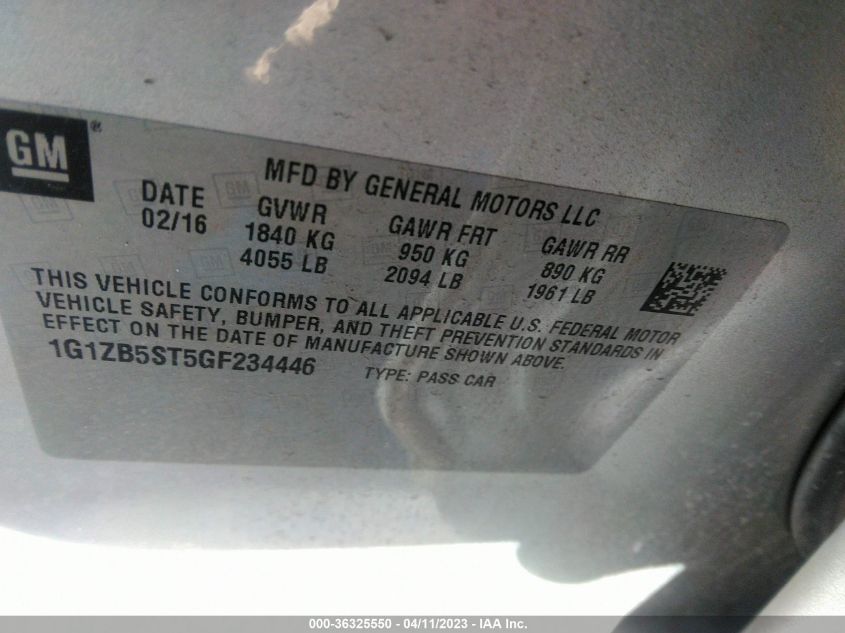 GM ®
MFD BY GENERAL MOTORS LLC
DATE GVWR GAWR FRT GAWR RR
02/16 1840 KG 950 KG 890 KG
4055 LB 2094 LB 1961 LB
THIS VEHICLE CONFORMS TO ALL APPLICABLE U.S. FEDERAL MOTOR
VEHICLE SAFETY, BUMPER, AND THEFT PREVENTION STANDARDS IN
EFFECT ON THE DATE OF MANUFACTURE SHOWN ABOVE.
1G1ZB5ST5GF234446 TYPE: PASS CAR
000-36325550 - 04/11/2023 - IAA Inc.